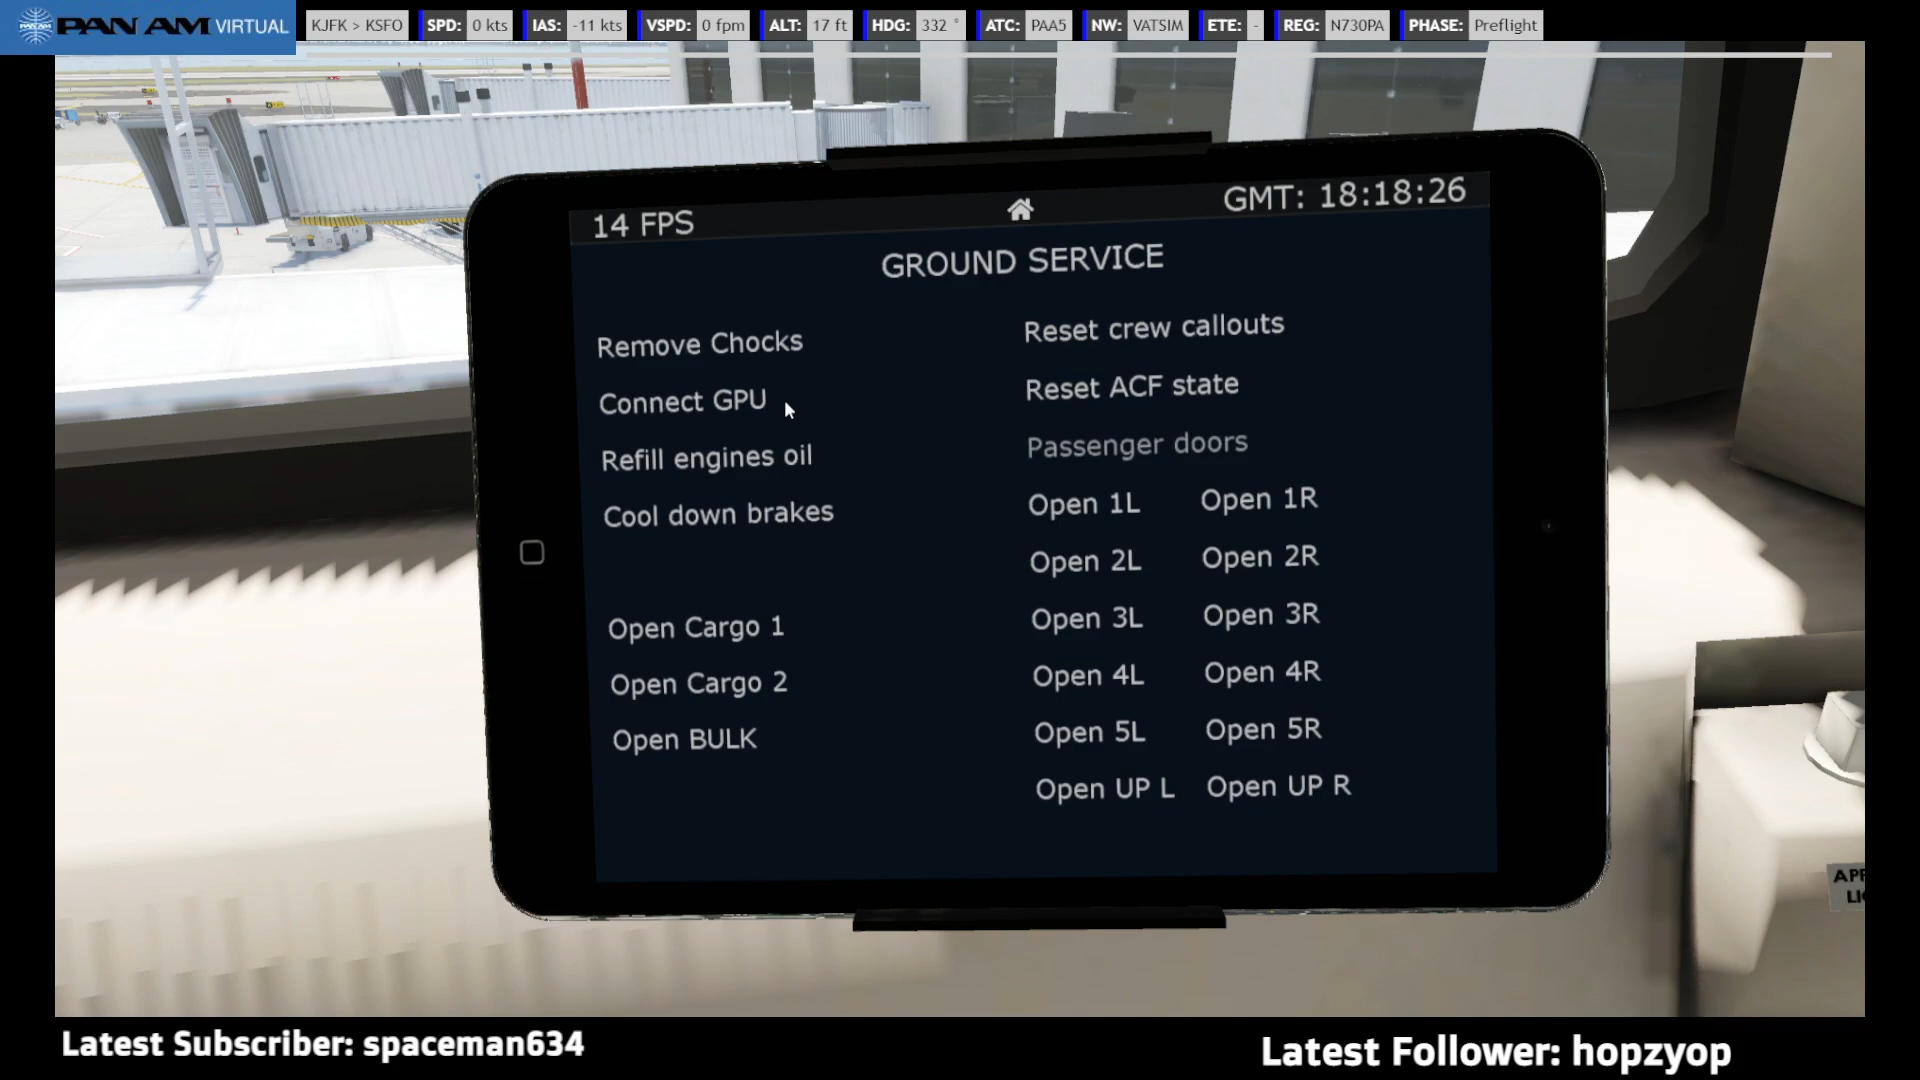 PAN AM VIRTUAL KJFK > KSFO SPD: 0 kts IAS: -11 kts VSPD: 0 fpm ALT: 17 ft HDG: 332 ° ATC: PAA5 NW: VATSIM ETE: - REG: N730PA PHASE: Preflight
14 FPS GMT: 18:18:26
GROUND SERVICE
Remove Chocks
Connect GPU
Refill engines oil
Cool down brakes
Open Cargo 1
Open Cargo 2
Open BULK
Reset crew callouts
Reset ACF state
Passenger doors
Open 1L Open 1R
Open 2L Open 2R
Open 3L Open 3R
Open 4L Open 4R
Open 5L Open 5R
Open UP L Open UP R
Latest Subscriber: spaceman634
Latest Follower: hopzyop